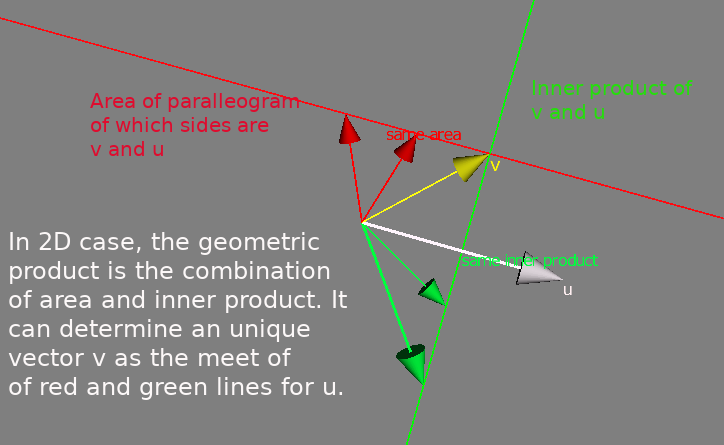 Area of paralleogram
of which sides are
v and u
Inner product of
v and u
same area
v
same inner product
u
In 2D case, the geometric
product is the combination
of area and inner product. It
can determine an unique
vector v as the meet of
of red and green lines for u.